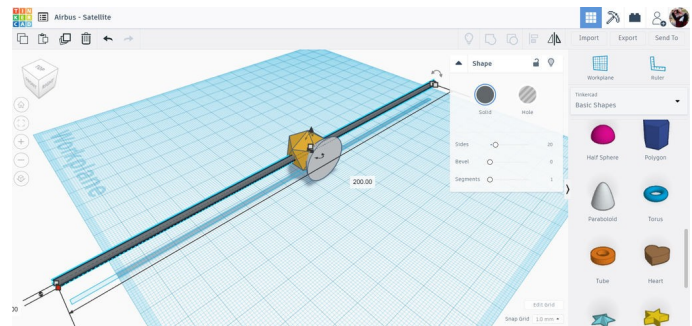 TIN
KER
CAD
Airbus - Satellite
Import
Export
Send To
Shape
Solid
Hole
Sides
20
Bevel
0
Segments
1
Workplane
Ruler
Tinkercad
Basic Shapes
Half Sphere
Polygon
Paraboloid
Torus
Tube
Heart
Workplane
200.00
Edit Grid
Snap Grid
1.0 mm